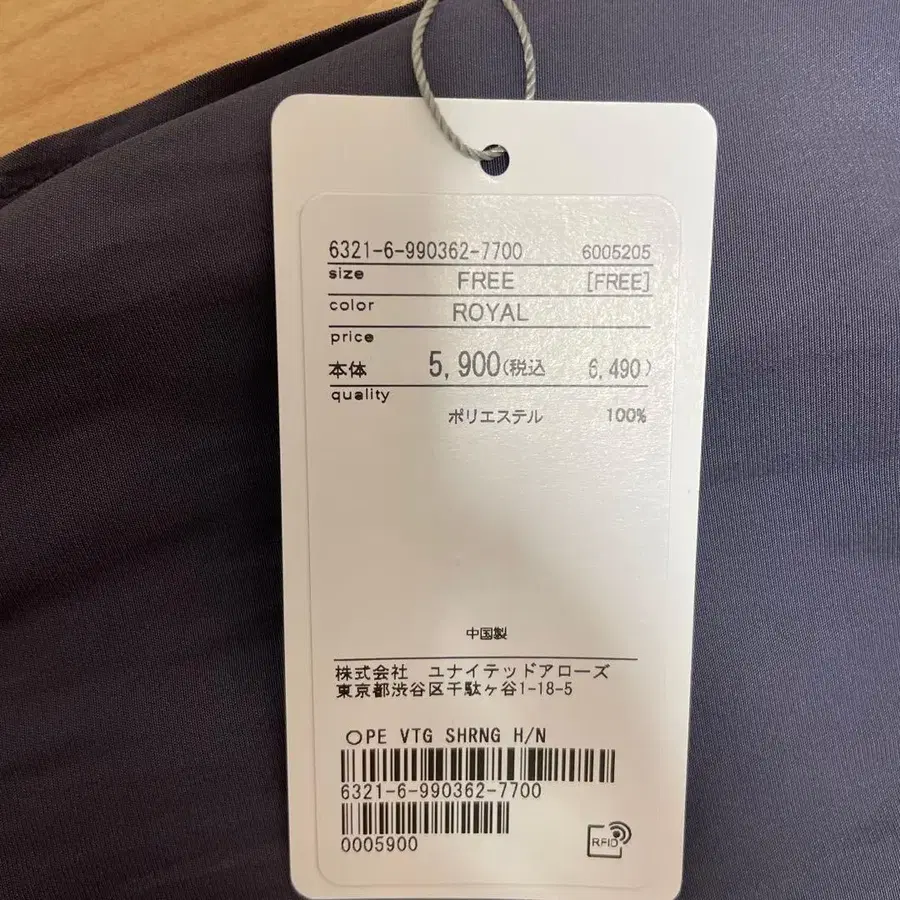 6321-6-990362-7700 6005205
size FREE [FREE]
color ROYAL
price
本体 5,900(税込 6,490)
quality
ポリエステル 100%
中国製
株式会社 ユナイテッドアローズ
東京都渋谷区千駄ヶ谷1-18-5
○PE VTG SHRNG H/N
6321-6-990362-7700
0005900
RFID